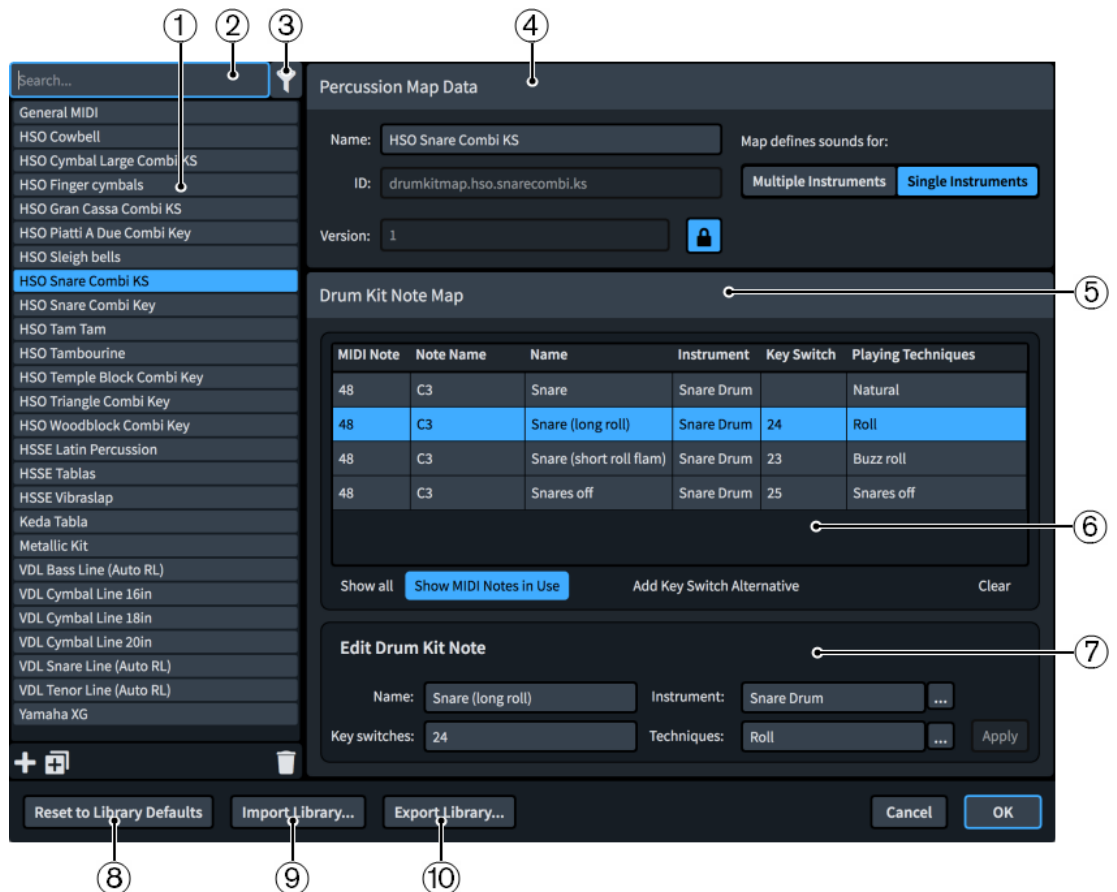 ① ② ③ ④
Search...
General MIDI
HSO Cowbell
HSO Cymbal Large Combi KS
HSO Finger cymbals
HSO Gran Cassa Combi KS
HSO Piatti A Due Combi Key
HSO Sleigh bells
HSO Snare Combi KS
HSO Snare Combi Key
HSO Tam Tam
HSO Tambourine
HSO Temple Block Combi Key
HSO Triangle Combi Key
HSO Woodblock Combi Key
HSSE Latin Percussion
HSSE Tablas
HSSE Vibraslap
Keda Tabla
Metallic Kit
VDL Bass Line (Auto RL)
VDL Cymbal Line 16in
VDL Cymbal Line 18in
VDL Cymbal Line 20in
VDL Snare Line (Auto RL)
VDL Tenor Line (Auto RL)
Yamaha XG
Percussion Map Data
Name: HSO Snare Combi KS
Map defines sounds for:
ID: drumkitmap.hso.snarecombi.ks
Multiple Instruments Single Instruments
Version: 1
Drum Kit Note Map
⑤
MIDI Note Note Name Name Instrument Key Switch Playing Techniques
48 C3 Snare Snare Drum Natural
48 C3 Snare (long roll) Snare Drum 24 Roll
48 C3 Snare (short roll flam) Snare Drum 23 Buzz roll
48 C3 Snares off Snare Drum 25 Snares off
⑥
Show all Show MIDI Notes in Use Add Key Switch Alternative Clear
Edit Drum Kit Note
⑦
Name: Snare (long roll) Instrument: Snare Drum ...
Key switches: 24 Techniques: Roll ... Apply
Reset to Library Defaults Import Library... Export Library... Cancel OK
⑧ ⑨ ⑩